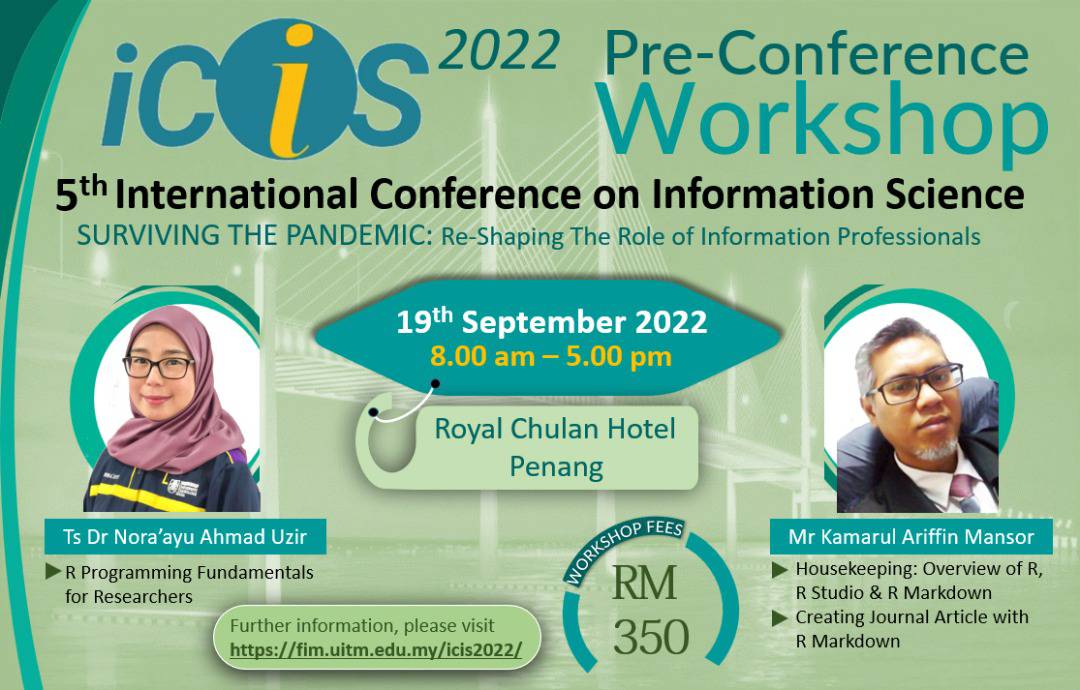 iCiS 2022
Pre-Conference
Workshop
5th International Conference on Information Science
SURVIVING THE PANDEMIC: Re-Shaping The Role of Information Professionals
19th September 2022
8.00 am – 5.00 pm
Royal Chulan Hotel
Penang
Ts Dr Nora'ayu Ahmad Uzir
▶ R Programming Fundamentals
for Researchers
Mr Kamarul Ariffin Mansor
▶ Housekeeping: Overview of R,
R Studio & R Markdown
▶ Creating Journal Article with
R Markdown
WORKSHOP FEES
RM
350
Further information, please visit
https://fim.uitm.edu.my/icis2022/